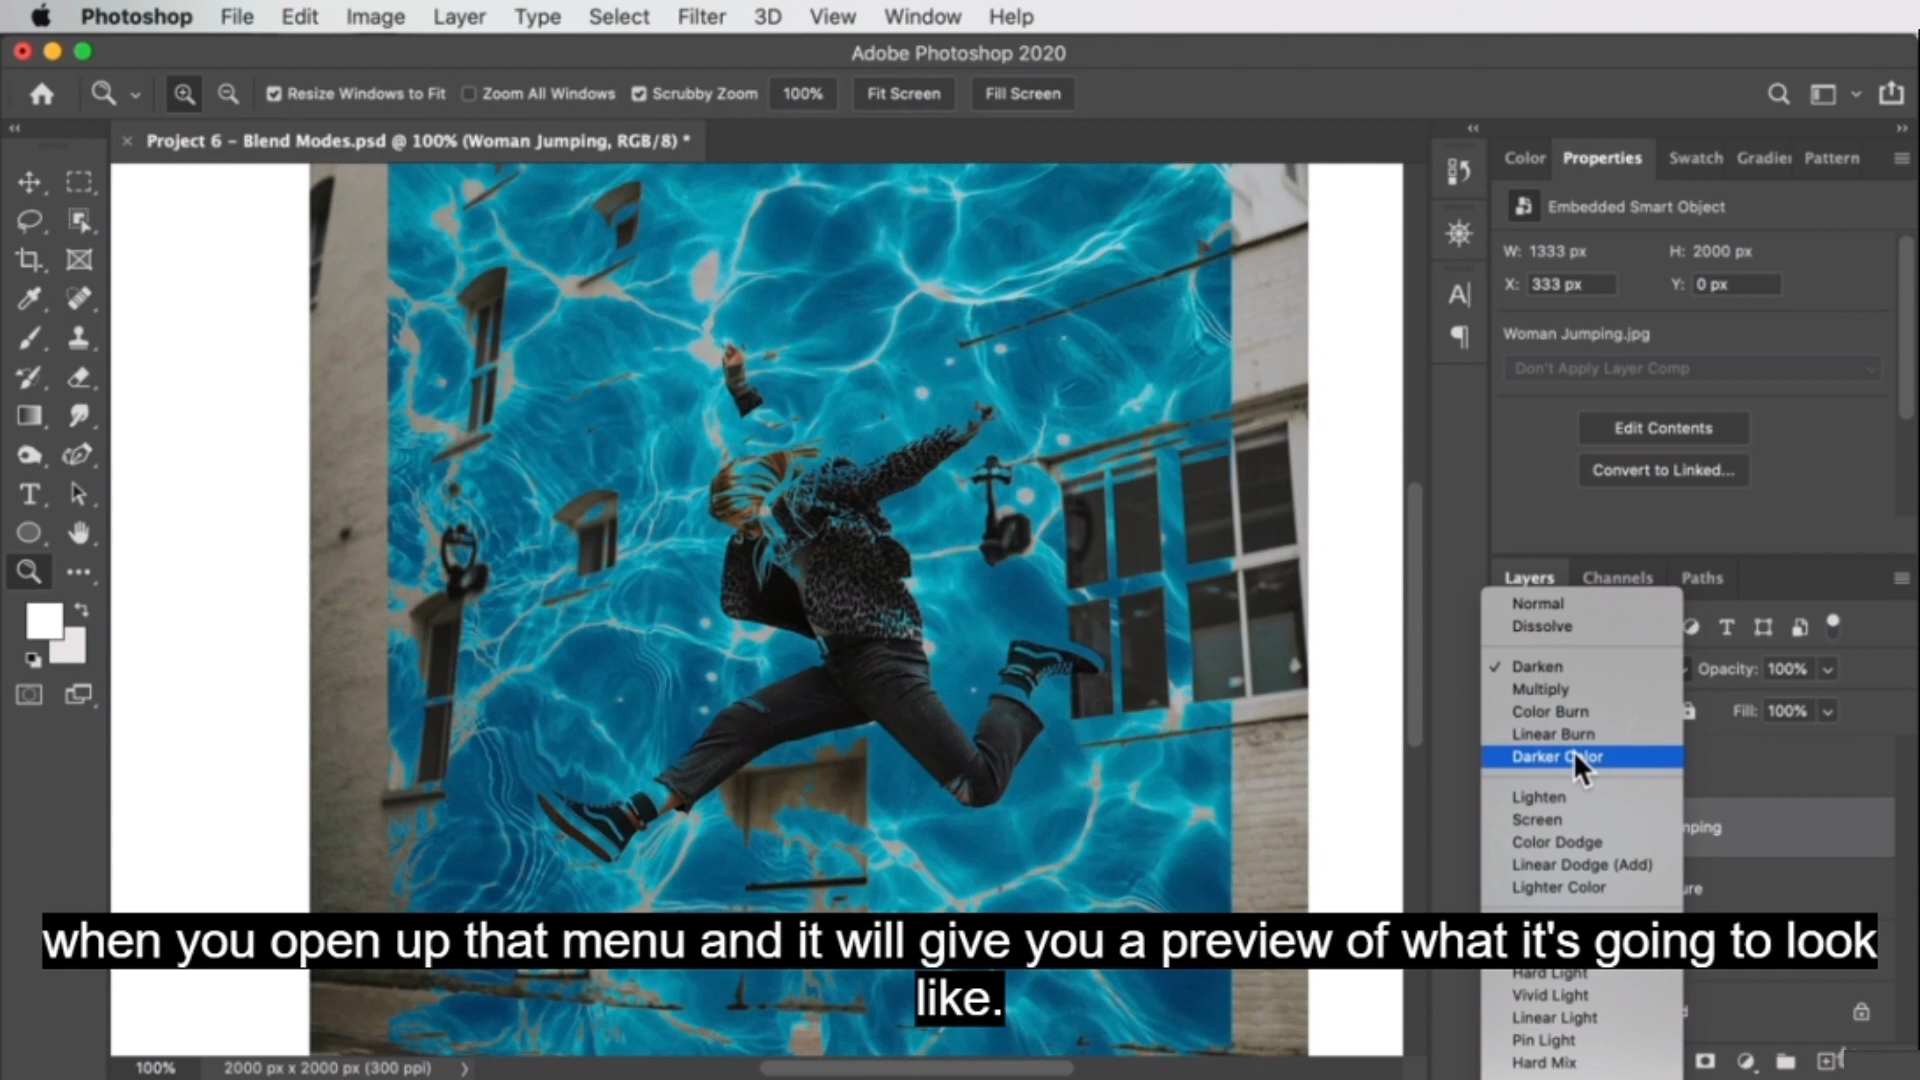 Photoshop File Edit Image Layer Type Select Filter 3D View Window Help
Adobe Photoshop 2020
Resize Windows to Fit Zoom All Windows Scrubby Zoom 100% Fit Screen Fill Screen
Project 6 – Blend Modes.psd @ 100% (Woman Jumping, RGB/8) *
Color Properties Swatch Gradie Pattern
Embedded Smart Object
W: 1333 px H: 2000 px
X: 333 px Y: 0 px
Woman Jumping.jpg
Don't Apply Layer Comp
Edit Contents
Convert to Linked...
Layers Channels Paths
Normal
Dissolve
Darken
Opacity: 100%
Multiply
Color Burn
Fill: 100%
Linear Burn
Darker Color
Lighten
Screen
mping
Color Dodge
Linear Dodge (Add)
Lighter Color
ure
when you open up that menu and it will give you a preview of what it's going to look
like.
Hard Light
Vivid Light
Linear Light
Pin Light
Hard Mix
100% 2000 px x 2000 px (300 ppi)